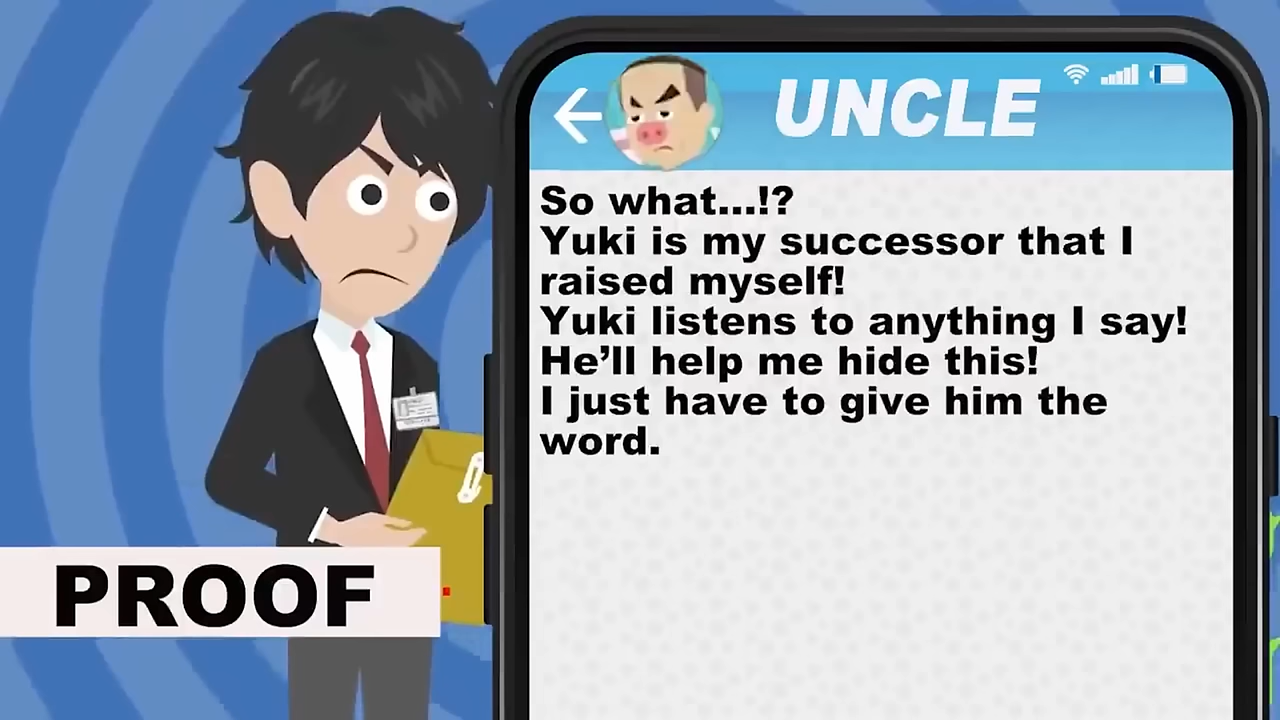 UNCLE
So what...!?
Yuki is my successor that I
raised myself!
Yuki listens to anything I say!
He’ll help me hide this!
I just have to give him the
word.
PROOF